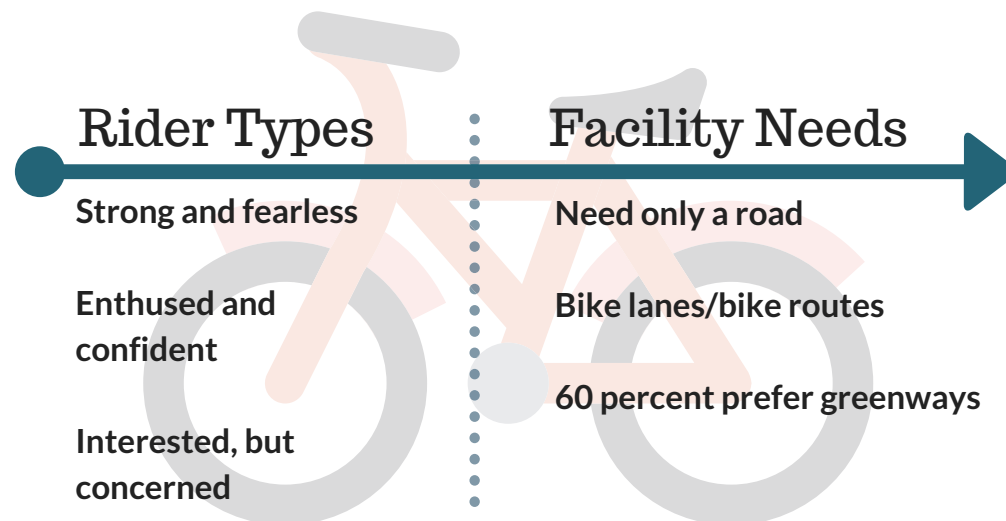 Rider Types
Facility Needs
Strong and fearless
Need only a road
Enthused and
confident
Bike lanes/bike routes
60 percent prefer greenways
Interested, but
concerned